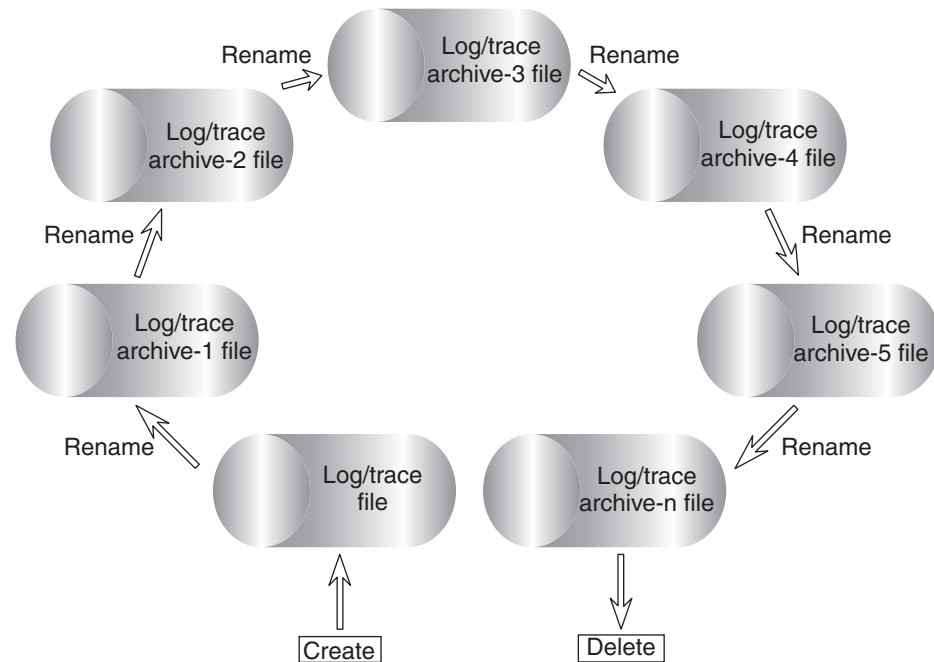 Rename
Log/trace
archive-3 file
Rename
Log/trace
archive-2 file
Log/trace
archive-4 file
Rename
Rename
Log/trace
archive-1 file
Log/trace
archive-5 file
Rename
Rename
Log/trace
file
Log/trace
archive-n file
Create
Delete